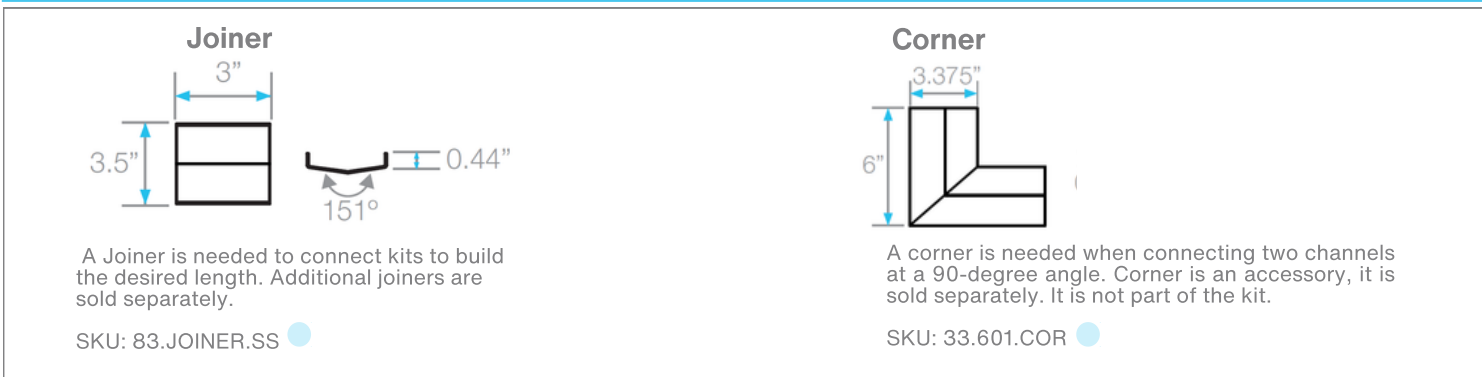 Joiner
3”
3.5”
0.44”
151º
A Joiner is needed to connect kits to build
the desired length. Additional joiners are
sold separately.
SKU: 83.JOINER.SS
Corner
3.375”
6”
A corner is needed when connecting two channels
at a 90-degree angle. Corner is an accessory, it is
sold separately. It is not part of the kit.
SKU: 33.601.COR